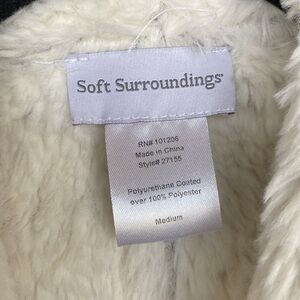 Soft Surroundings®
RN# 101206
Made in China
Style# 27155
Polyurethane Coated
over 100% Polyester
Medium